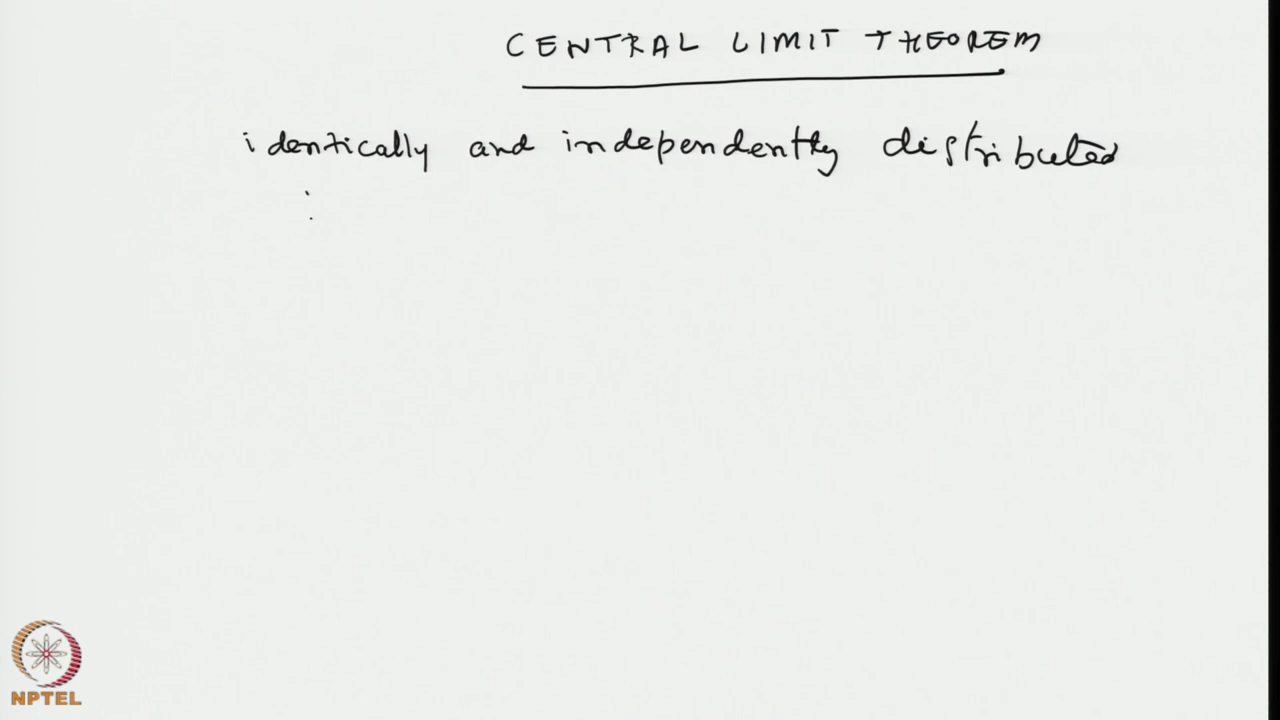 CENTRAL LIMIT THEOREM
identically and independently distributed
NPTEL